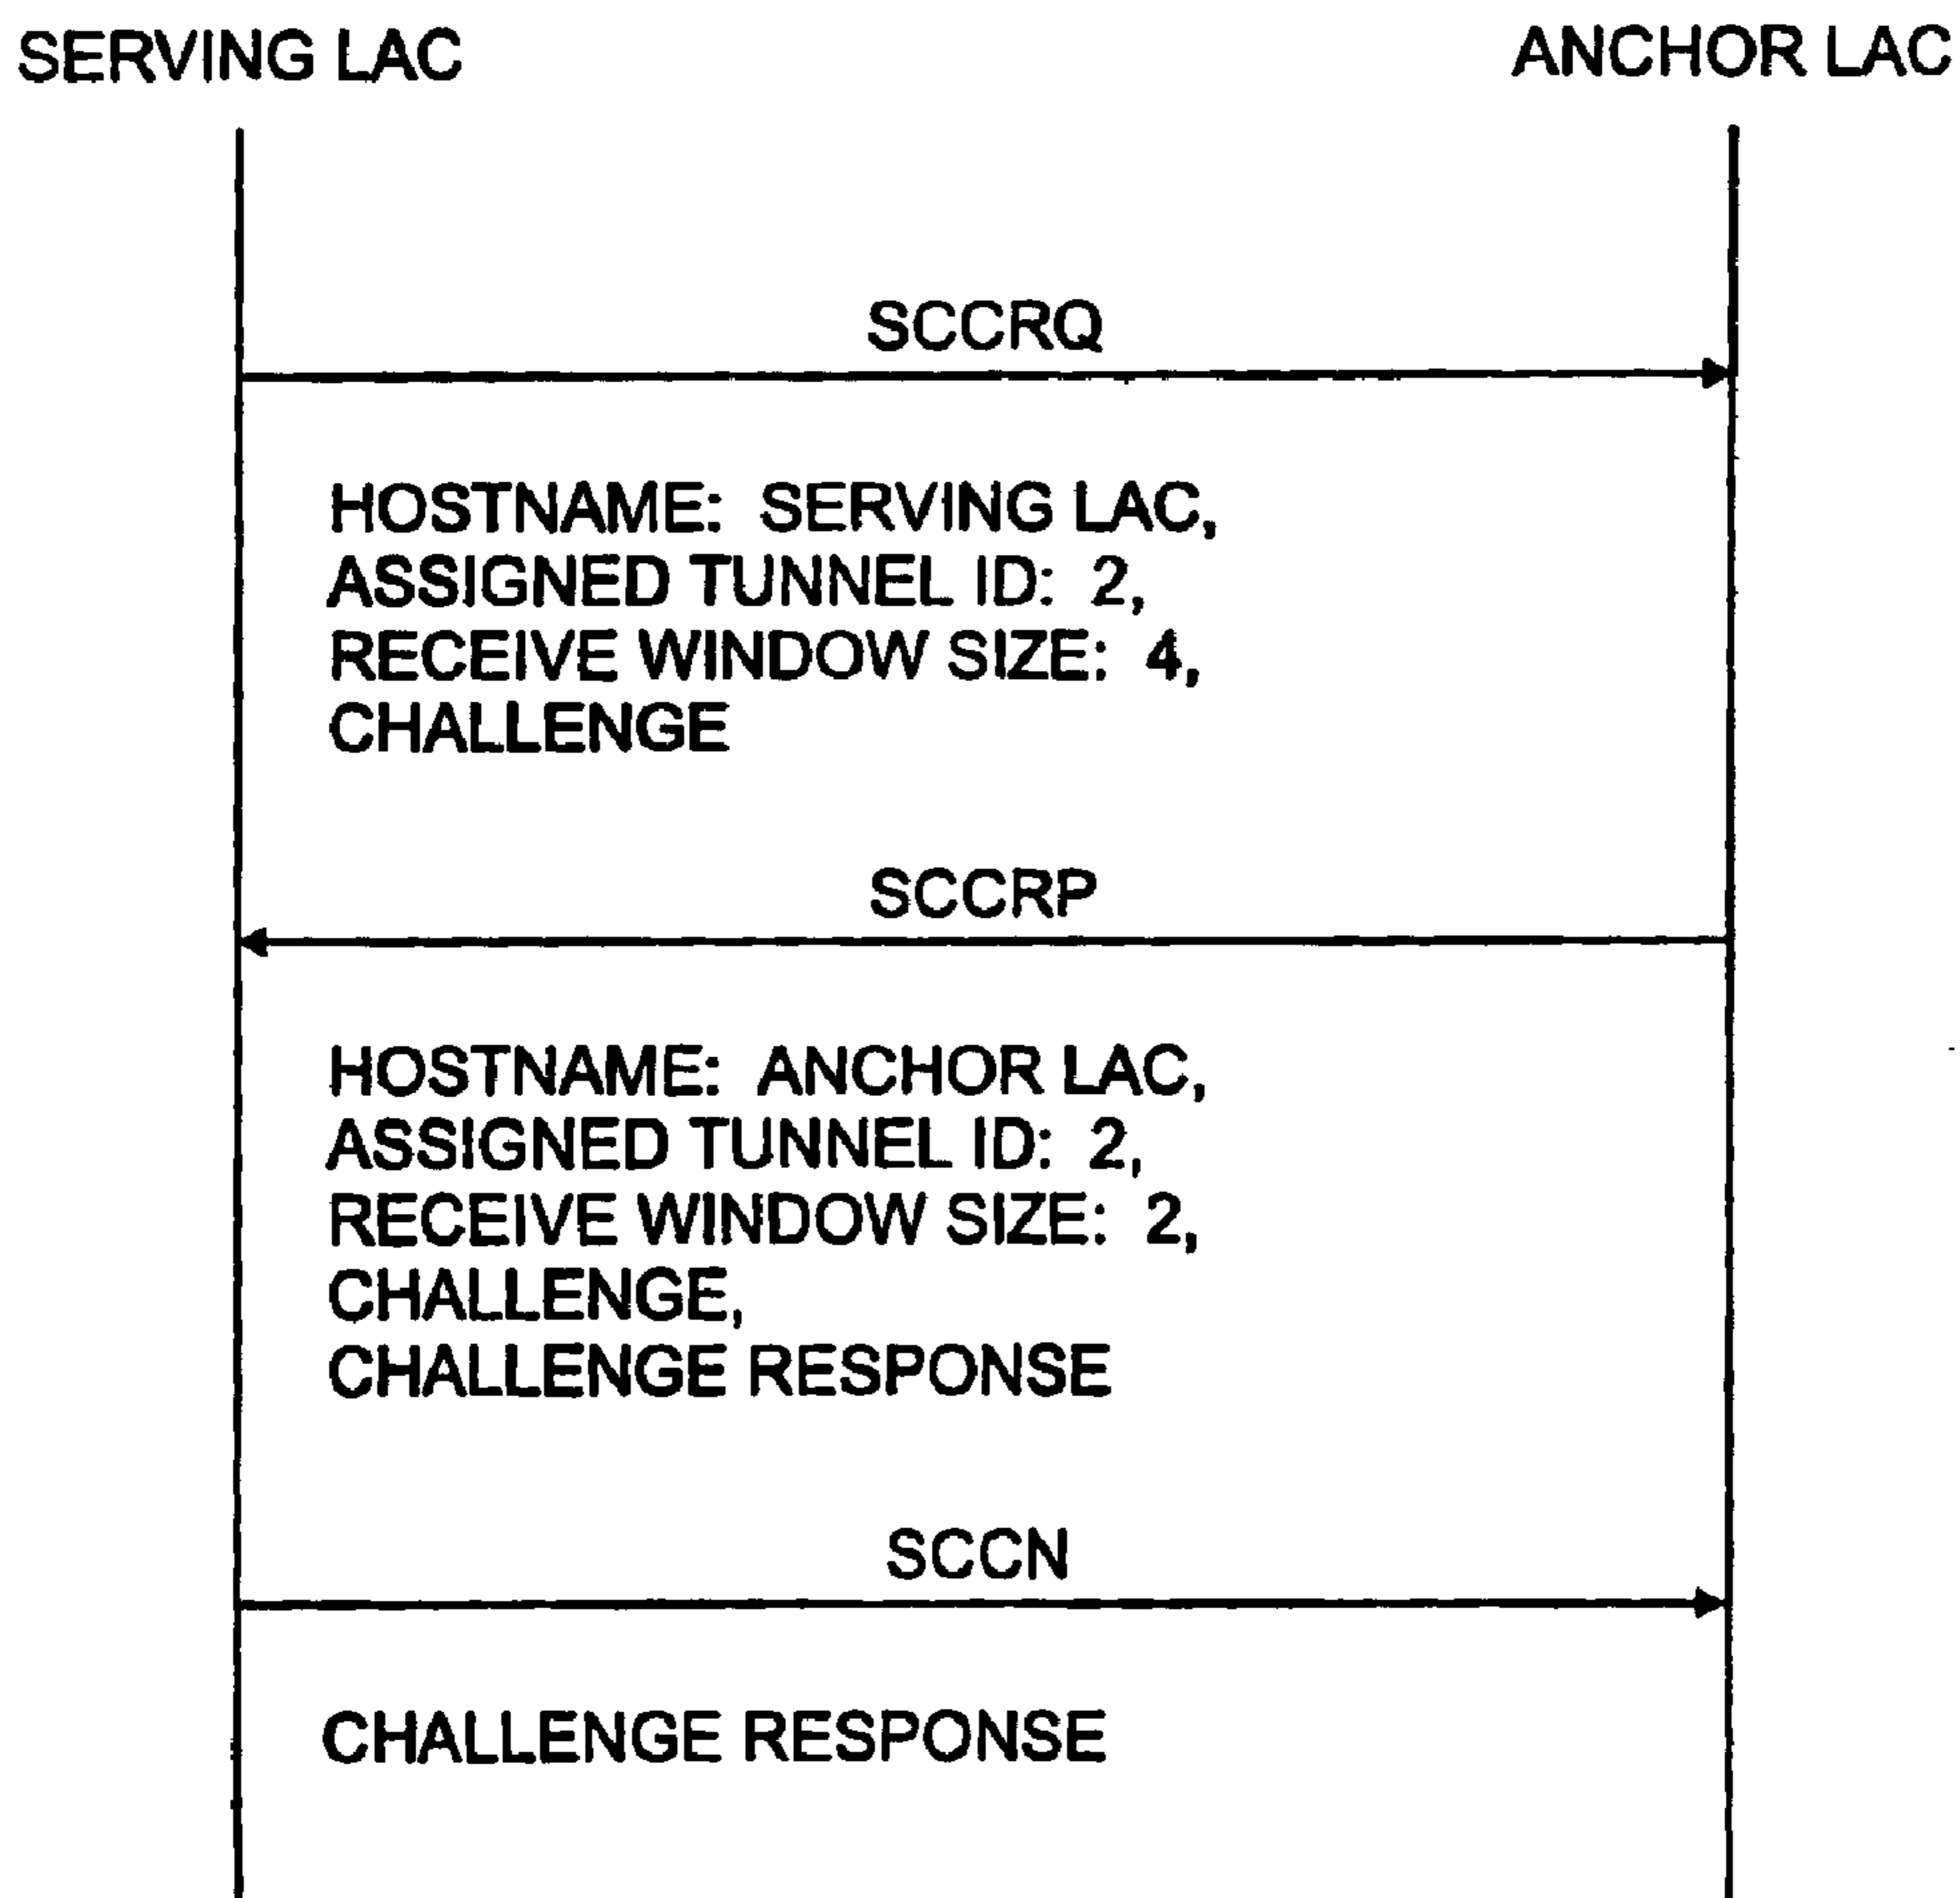 SERVING LAC
ANCHOR LAC
SCCRQ
HOSTNAME: SERVING LAC,
ASSIGNED TUNNEL ID: 2,
RECEIVE WINDOW SIZE: 4,
CHALLENGE
SCCRP
HOSTNAME: ANCHOR LAC,
ASSIGNED TUNNEL ID: 2,
RECEIVE WINDOW SIZE: 2,
CHALLENGE,
CHALLENGE RESPONSE
SCCN
CHALLENGE RESPONSE